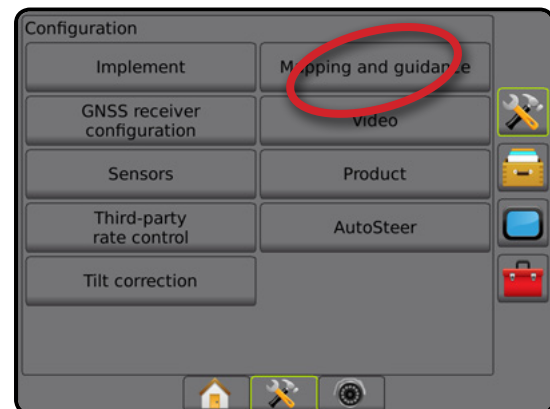 Configuration
Implement
Mapping and guidance
GNSS receiver
configuration
Video
Sensors
Product
Third-party
rate control
AutoSteer
Tilt correction